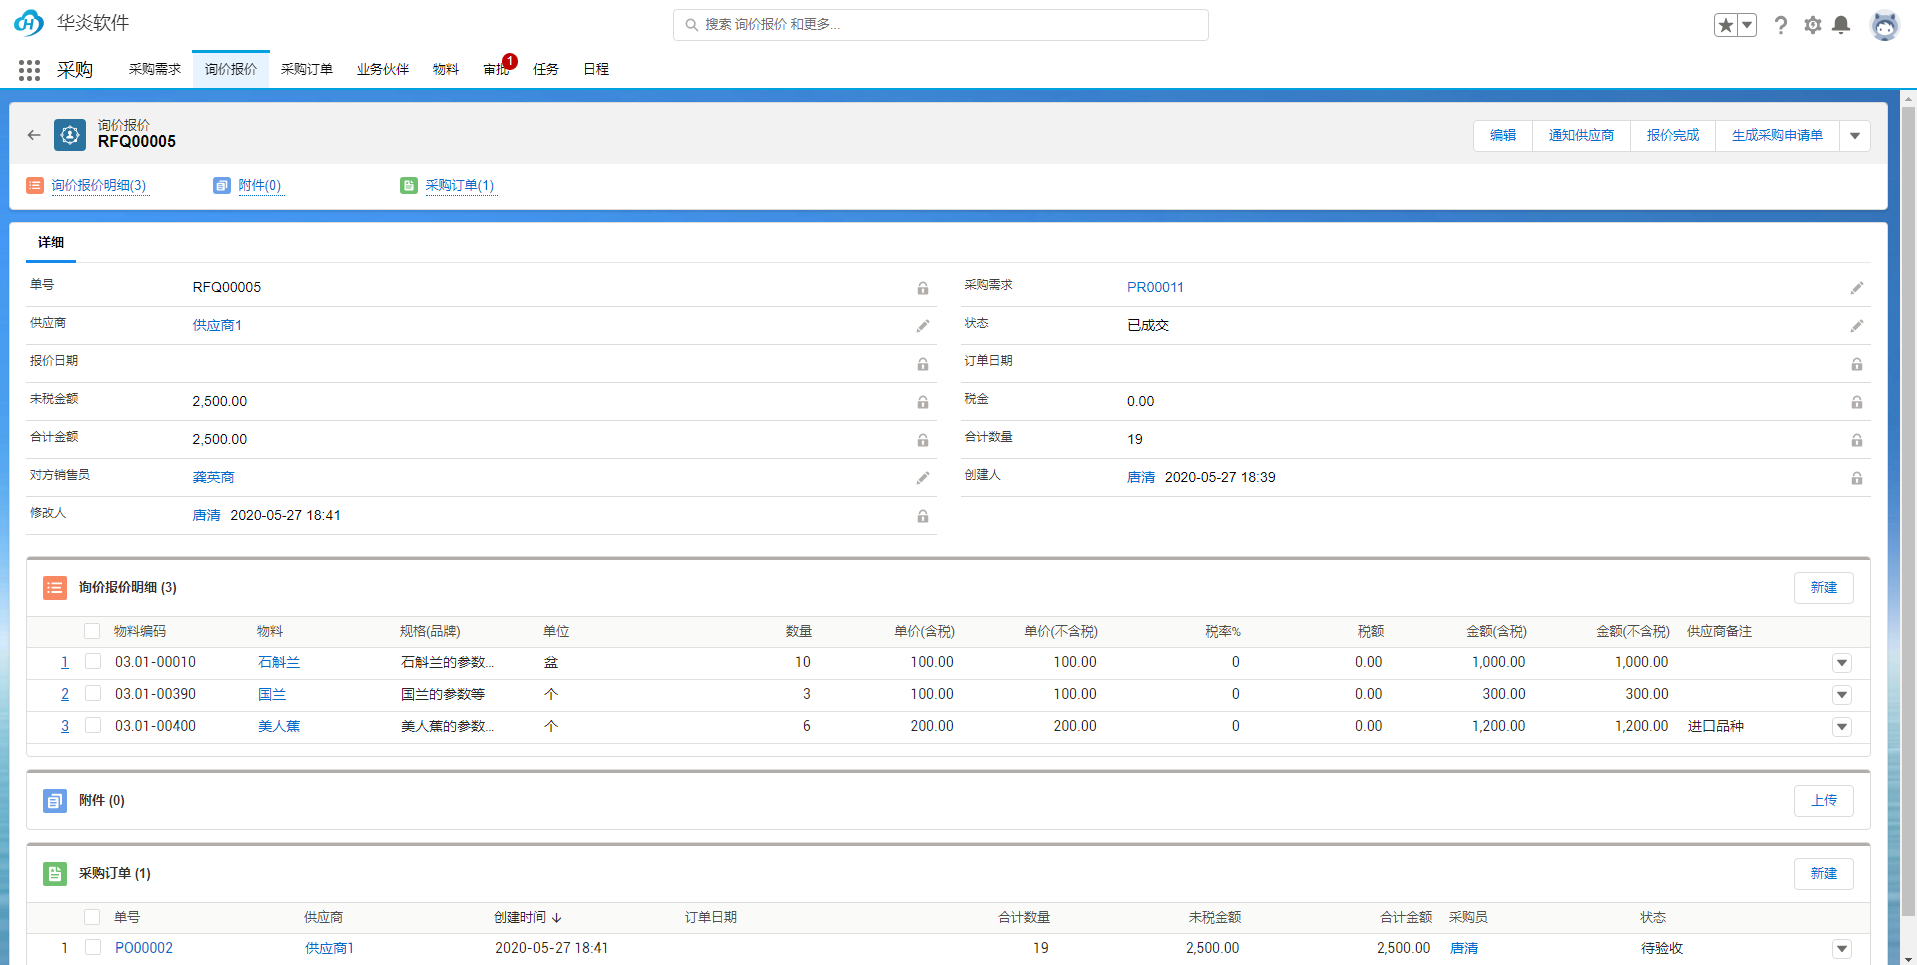 华炎软件
搜索 询价报价 和更多...
采购 采购需求 询价报价 采购订单 业务伙伴 物料 审批 1 任务 日程
询价报价
RFQ00005
编辑 通知供应商 报价完成 生成采购申请单
询价报价明细(3) 附件(0) 采购订单(1)
详细
单号 RFQ00005 采购需求 PR00011
供应商 供应商1 状态 已成交
报价日期 订单日期
未税金额 2,500.00 税金 0.00
合计金额 2,500.00 合计数量 19
对方销售员 龚英商 创建人 唐清 2020-05-27 18:39
修改人 唐清 2020-05-27 18:41
询价报价明细 (3) 新建
物料编码 物料 规格(品牌) 单位 数量 单价(含税) 单价(不含税) 税率% 税额 金额(含税) 金额(不含税) 供应商备注
1 03.01-00010 石斛兰 石斛兰的参数... 盆 10 100.00 100.00 0 0.00 1,000.00 1,000.00
2 03.01-00390 国兰 国兰的参数等 个 3 100.00 100.00 0 0.00 300.00 300.00
3 03.01-00400 美人蕉 美人蕉的参数... 个 6 200.00 200.00 0 0.00 1,200.00 1,200.00 进口品种
附件 (0) 上传
采购订单 (1) 新建
单号 供应商 创建时间 ↓ 订单日期 合计数量 未税金额 合计金额 采购员 状态
1 PO00002 供应商1 2020-05-27 18:41 19 2,500.00 2,500.00 唐清 待验收